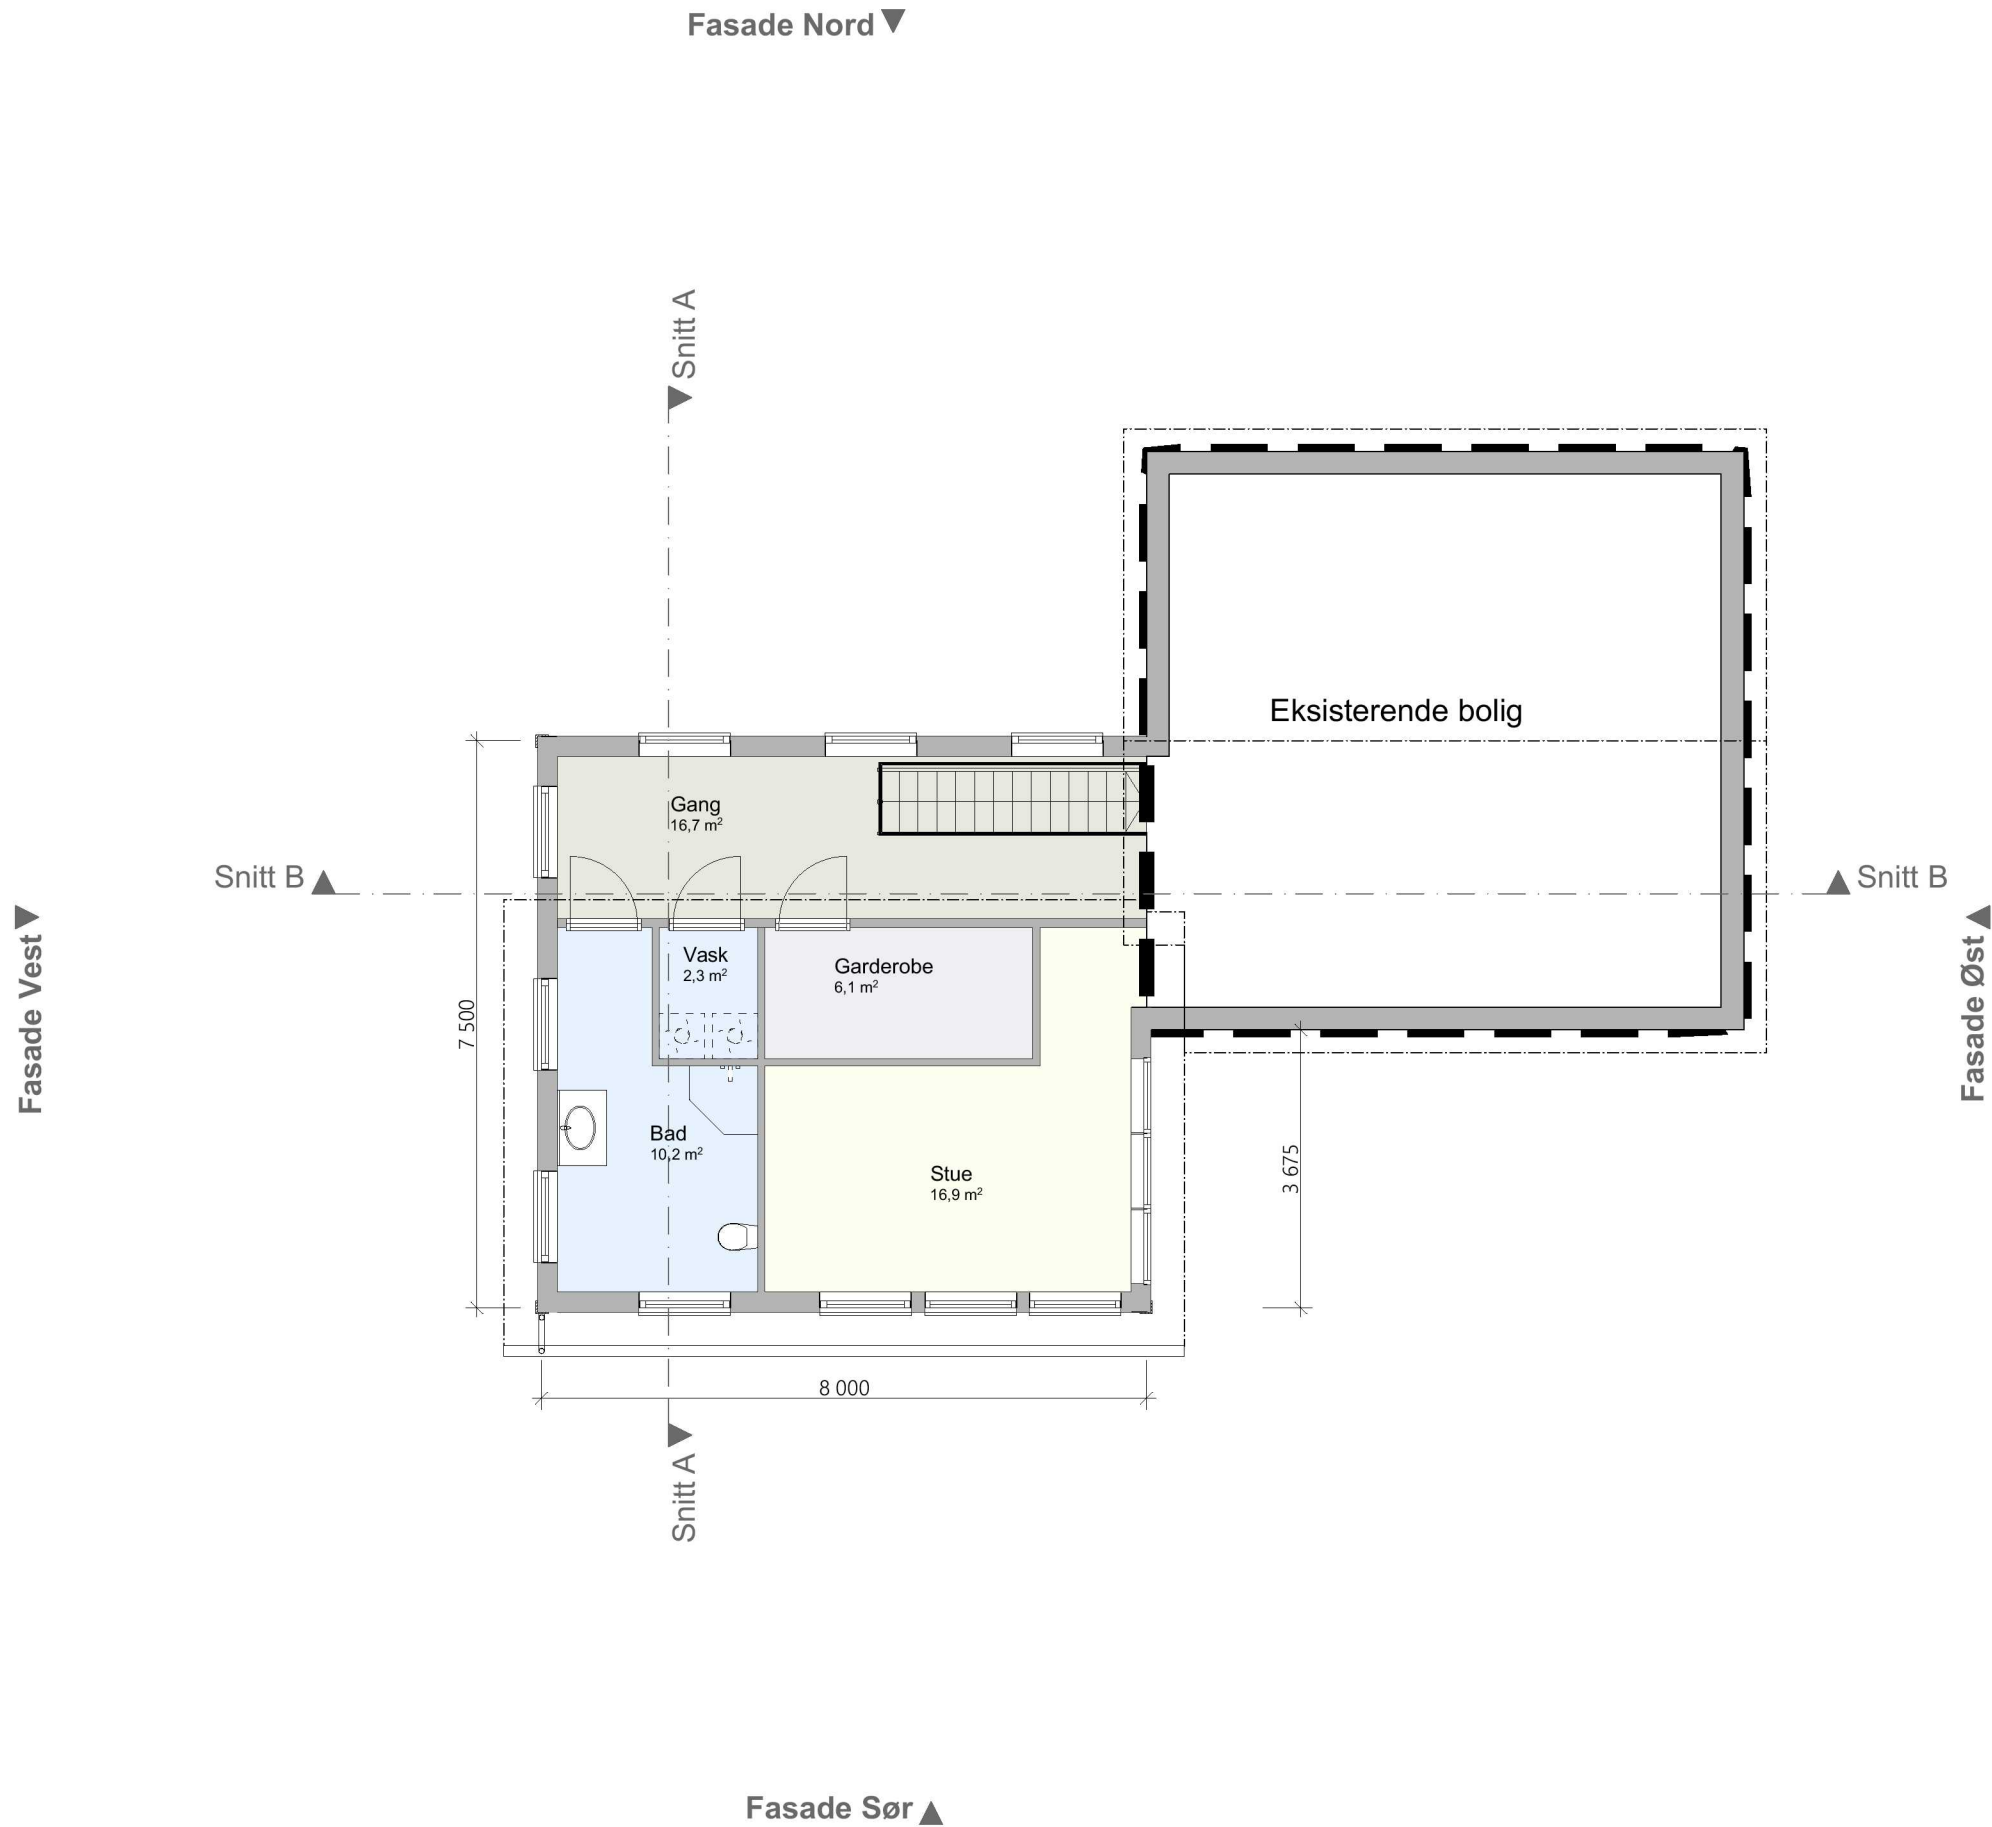 Fasade Nord
Snitt A
Eksisterende bolig
Gang
16,7 m²
Snitt B
Snitt B
Fasade Vest
Fasade Øst
Vask
2,3 m²
Garderobe
6,1 m²
7 500
Bad
10,2 m²
Stue
16,9 m²
3 675
8 000
Snitt A
Fasade Sør